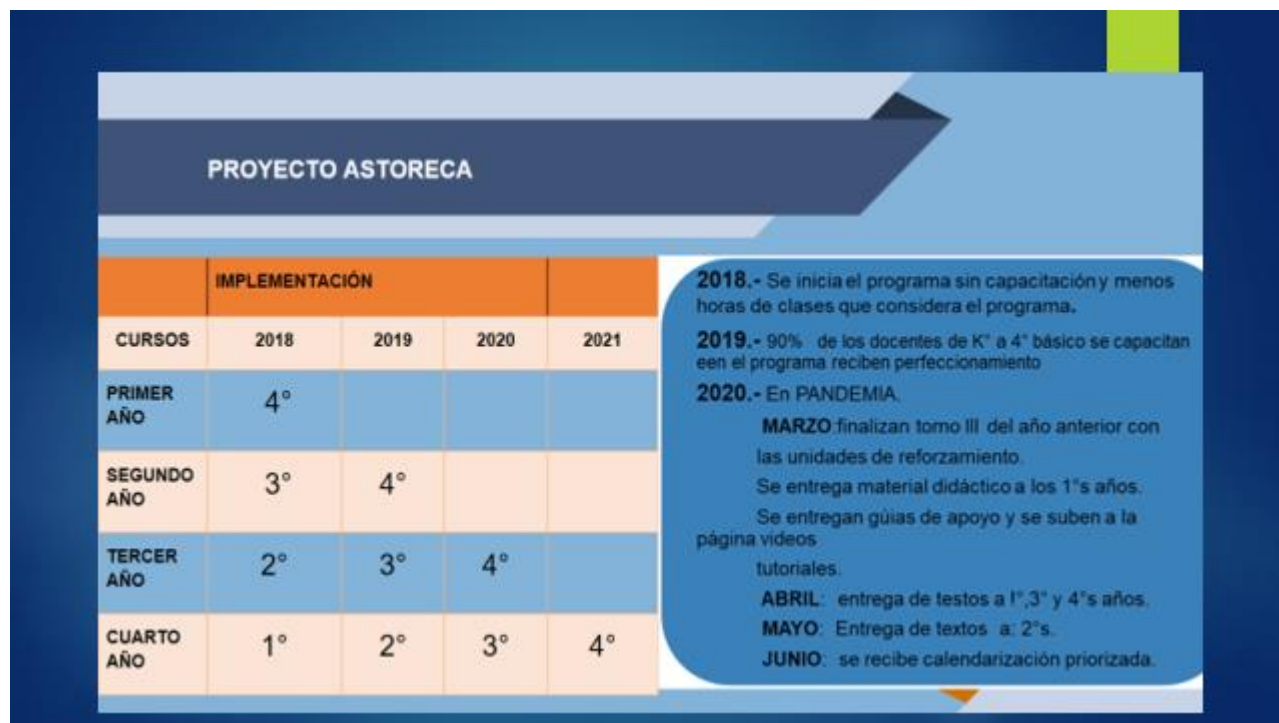 PROYECTO ASTORECA
IMPLEMENTACIÓN
CURSOS 2018 2019 2020 2021
PRIMER
AÑO
4°
SEGUNDO
AÑO
3° 4°
TERCER
AÑO
2° 3° 4°
CUARTO
AÑO
1° 2° 3° 4°
2018.- Se inicia el programa sin capacitación y menos
horas de clases que considera el programa.
2019.- 90% de los docentes de K° a 4° básico se capacitan
een el programa reciben perfeccionamiento
2020.- En PANDEMIA.
MARZO:finalizan tomo III del año anterior con
las unidades de reforzamiento.
Se entrega material didáctico a los 1°s años.
Se entregan gúias de apoyo y se suben a la
página videos
tutoriales.
ABRIL: entrega de testos a I°,3° y 4°s años.
MAYO: Entrega de textos a: 2°s.
JUNIO: se recibe calendarización priorizada.